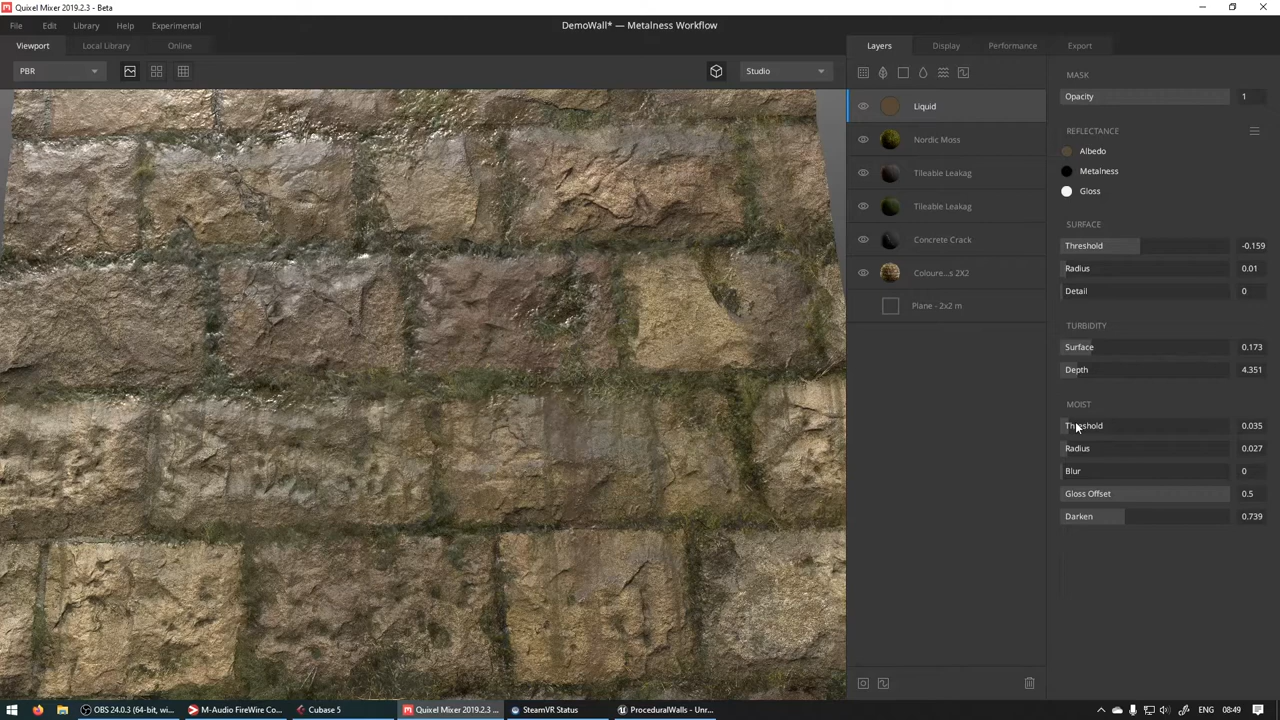 Quixel Mixer 2019.2.3 - Beta
File Edit Library Help Experimental DemoWall* — Metalness Workflow
Viewport Local Library Online Layers Display Performance Export
PBR Studio
MASK
Opacity 1
Liquid
REFLECTANCE
Nordic Moss
Albedo
Metalness
Tileable Leakag
Gloss
Tileable Leakag
SURFACE
Concrete Crack
Threshold -0.159
Radius 0.01
Coloure...s 2X2
Detail 0
Plane - 2x2 m
TURBIDITY
Surface 0.173
Depth 4.351
MOIST
Threshold 0.035
Radius 0.027
Blur 0
Gloss Offset 0.5
Darken 0.739
OBS 24.0.3 (64-bit, wi... M-Audio FireWire Co... Cubase 5 Quixel Mixer 2019.2.3 ... SteamVR Status ProceduralWalls - Unr... ENG 08:49